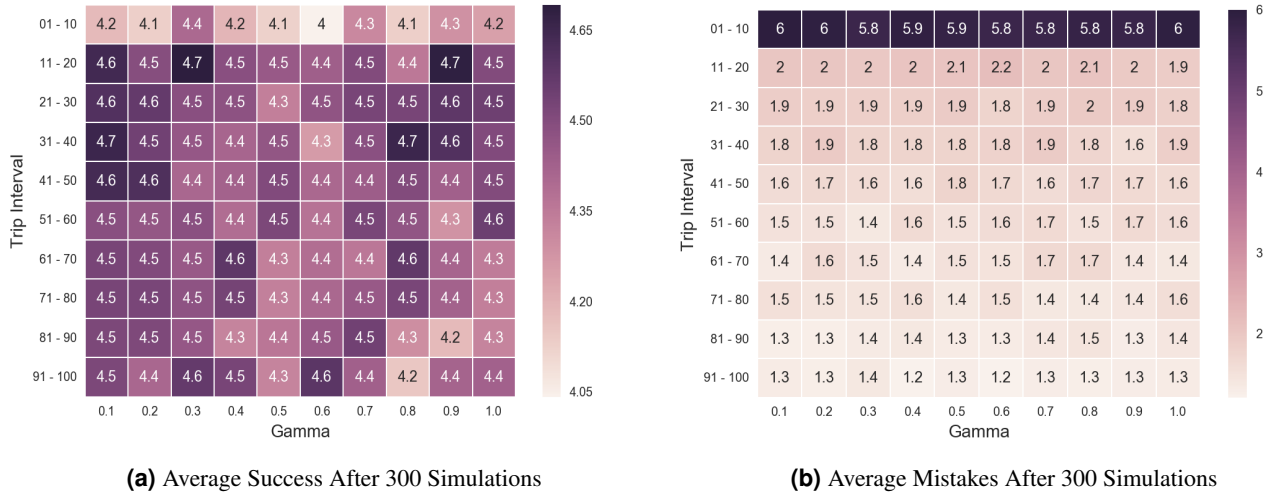 01 - 10 4.2 4.1 4.4 4.2 4.1 4 4.3 4.1 4.3 4.2
11 - 20 4.6 4.5 4.7 4.5 4.5 4.4 4.5 4.4 4.7 4.5
21 - 30 4.6 4.6 4.5 4.5 4.3 4.5 4.5 4.5 4.6 4.5
31 - 40 4.7 4.5 4.5 4.4 4.5 4.3 4.5 4.7 4.6 4.5
41 - 50 4.6 4.6 4.4 4.4 4.5 4.4 4.4 4.5 4.4 4.5
51 - 60 4.5 4.5 4.5 4.4 4.5 4.4 4.5 4.5 4.3 4.6
61 - 70 4.5 4.5 4.5 4.6 4.3 4.4 4.4 4.6 4.4 4.3
71 - 80 4.5 4.5 4.5 4.5 4.3 4.4 4.5 4.5 4.4 4.3
81 - 90 4.5 4.5 4.5 4.3 4.4 4.5 4.5 4.3 4.2 4.3
91 - 100 4.5 4.4 4.6 4.5 4.3 4.6 4.4 4.2 4.4 4.4
0.1 0.2 0.3 0.4 0.5 0.6 0.7 0.8 0.9 1.0
Gamma
Trip Interval
4.65
4.50
4.35
4.20
4.05
(a) Average Success After 300 Simulations
01 - 10 6 6 5.8 5.9 5.9 5.8 5.8 5.8 5.8 6
11 - 20 2 2 2 2 2.1 2.2 2 2.1 2 1.9
21 - 30 1.9 1.9 1.9 1.9 1.9 1.8 1.9 2 1.9 1.8
31 - 40 1.8 1.9 1.8 1.8 1.8 1.8 1.9 1.8 1.6 1.9
41 - 50 1.6 1.7 1.6 1.6 1.8 1.7 1.6 1.7 1.7 1.6
51 - 60 1.5 1.5 1.4 1.6 1.5 1.6 1.7 1.5 1.7 1.6
61 - 70 1.4 1.6 1.5 1.4 1.5 1.5 1.7 1.7 1.4 1.4
71 - 80 1.5 1.5 1.5 1.6 1.4 1.5 1.4 1.4 1.4 1.6
81 - 90 1.3 1.3 1.4 1.4 1.3 1.3 1.4 1.5 1.3 1.4
91 - 100 1.3 1.3 1.4 1.2 1.3 1.2 1.3 1.3 1.3 1.3
0.1 0.2 0.3 0.4 0.5 0.6 0.7 0.8 0.9 1.0
Gamma
Trip Interval
6
5
4
3
2
(b) Average Mistakes After 300 Simulations